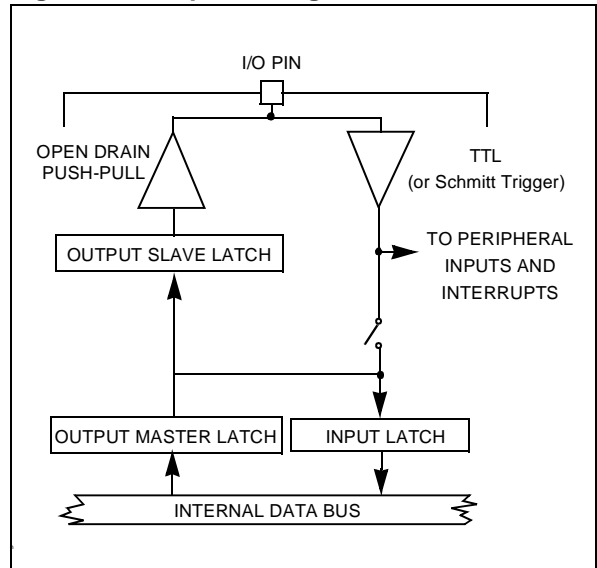 I/O PIN
OPEN DRAIN
PUSH-PULL
TTL
(or Schmitt Trigger)
OUTPUT SLAVE LATCH
TO PERIPHERAL
INPUTS AND
INTERRUPTS
OUTPUT MASTER LATCH
INPUT LATCH
INTERNAL DATA BUS